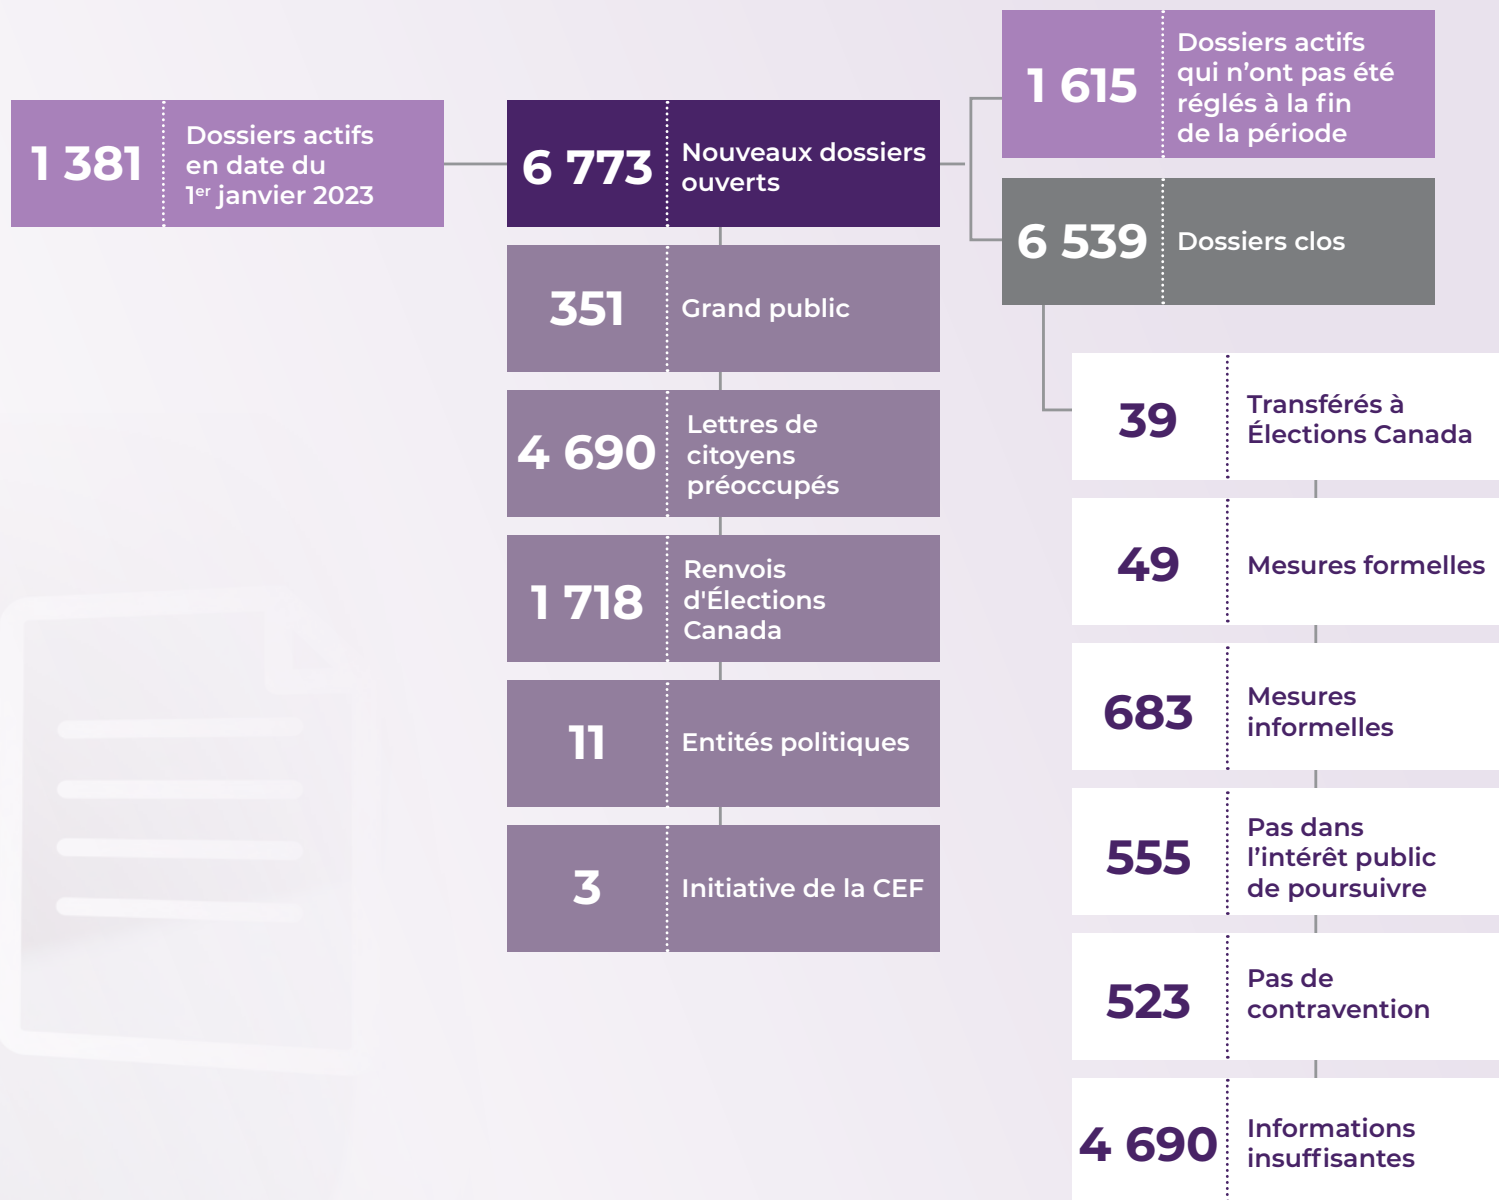 1 381
Dossiers actifs
en date du
1er janvier 2023
6 773
Nouveaux dossiers
ouverts
351
Grand public
4 690
Lettres de
citoyens
préoccupés
1 718
Renvois
d'Élections
Canada
11
Entités politiques
3
Initiative de la CEF
1 615
Dossiers actifs
qui n’ont pas été
réglés à la fin
de la période
6 539
Dossiers clos
39
Transférés à
Élections Canada
49
Mesures formelles
683
Mesures
informelles
555
Pas dans
l’intérêt public
de poursuivre
523
Pas de
contravention
4 690
Informations
insuffisantes